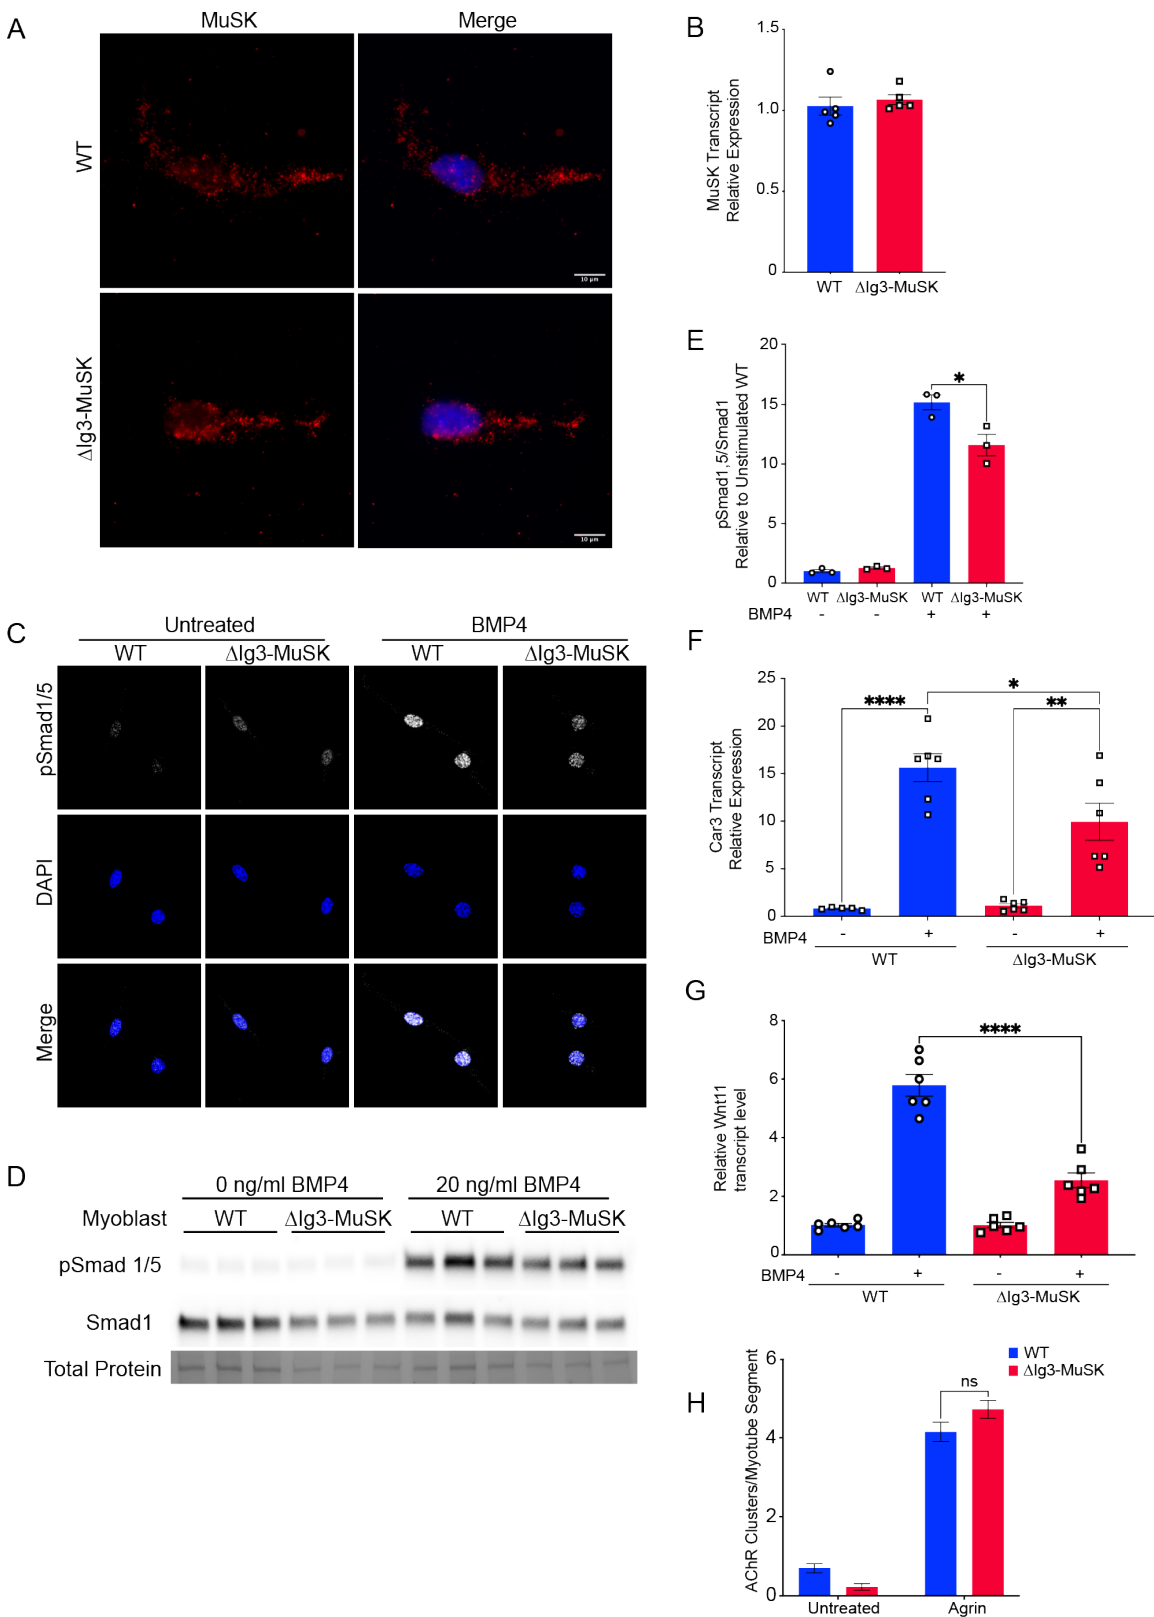 A
MuSK
Merge
WT
10 µm
ΔIg3-MuSK
10 µm
B
MuSK Transcript
Relative Expression
1.5
1.0
0.5
0
WT ΔIg3-MuSK
E
pSmad1,5/Smad1
Relative to Unstimulated WT
20
15
10
5
0
*
WT ΔIg3-MuSK WT ΔIg3-MuSK
BMP4 - - + +
C
Untreated BMP4
WT ΔIg3-MuSK WT ΔIg3-MuSK
pSmad1/5
DAPI
Merge
F
Car3 Transcript
Relative Expression
25
20
15
10
5
0
**** * **
BMP4 - + - +
WT ΔIg3-MuSK
D
0 ng/ml BMP4 20 ng/ml BMP4
Myoblast WT ΔIg3-MuSK WT ΔIg3-MuSK
pSmad 1/5
Smad1
Total Protein
G
Relative Wnt11
transcript level
8
6
4
2
0
****
BMP4 - + - +
WT ΔIg3-MuSK
H
AChR Clusters/Myotube Segment
6
4
2
0
WT
ΔIg3-MuSK
ns
Untreated Agrin